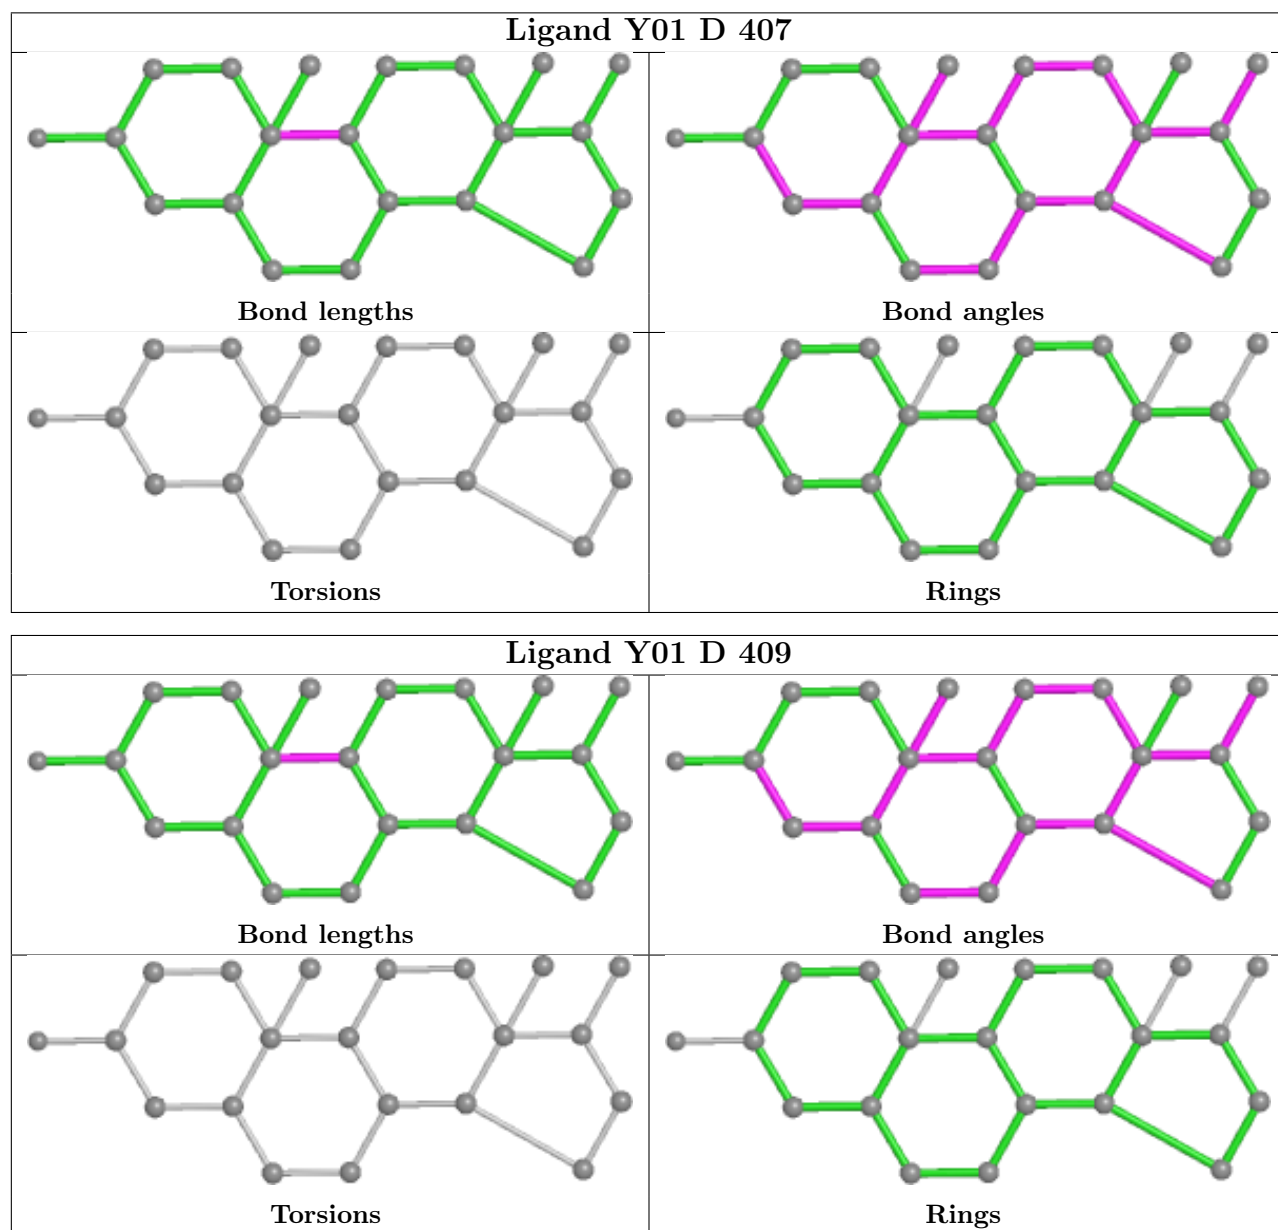 Ligand Y01 D 407
Bond lengths
Bond angles
Torsions
Rings
Ligand Y01 D 409
Bond lengths
Bond angles
Torsions
Rings